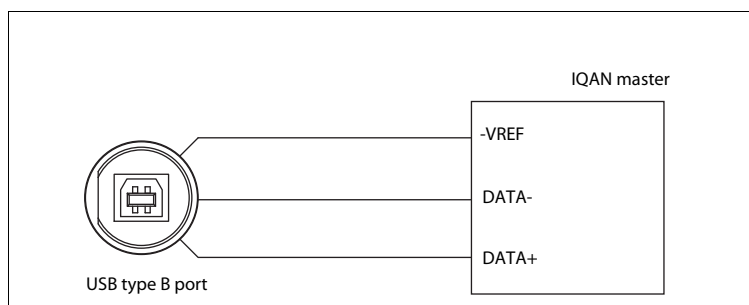 IQAN master
-VREF
DATA-
DATA+
USB type B port